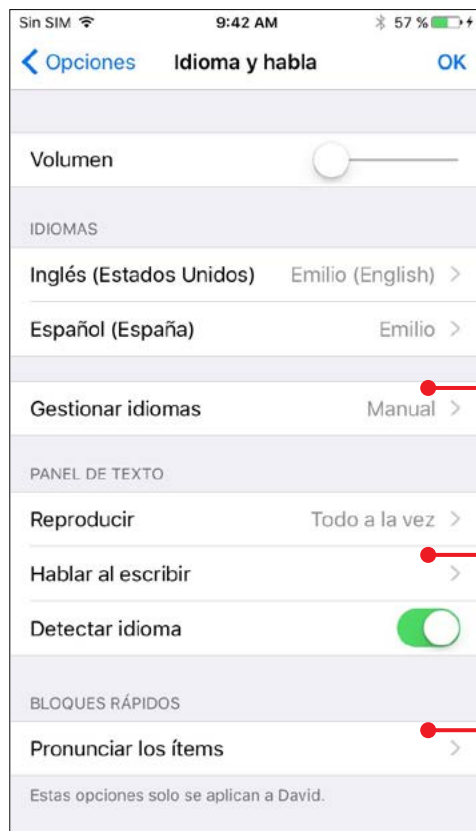 Sin SIM 9:42 AM 57 %
Opciones Idioma y habla OK
Volumen
IDIOMAS
Inglés (Estados Unidos) Emilio (English)
Español (España) Emilio
Gestionar idiomas Manual
PANEL DE TEXTO
Reproducir Todo a la vez
Hablar al escribir
Detectar idioma
BLOQUES RÁPIDOS
Pronunciar los ítems
Estas opciones solo se aplican a David.